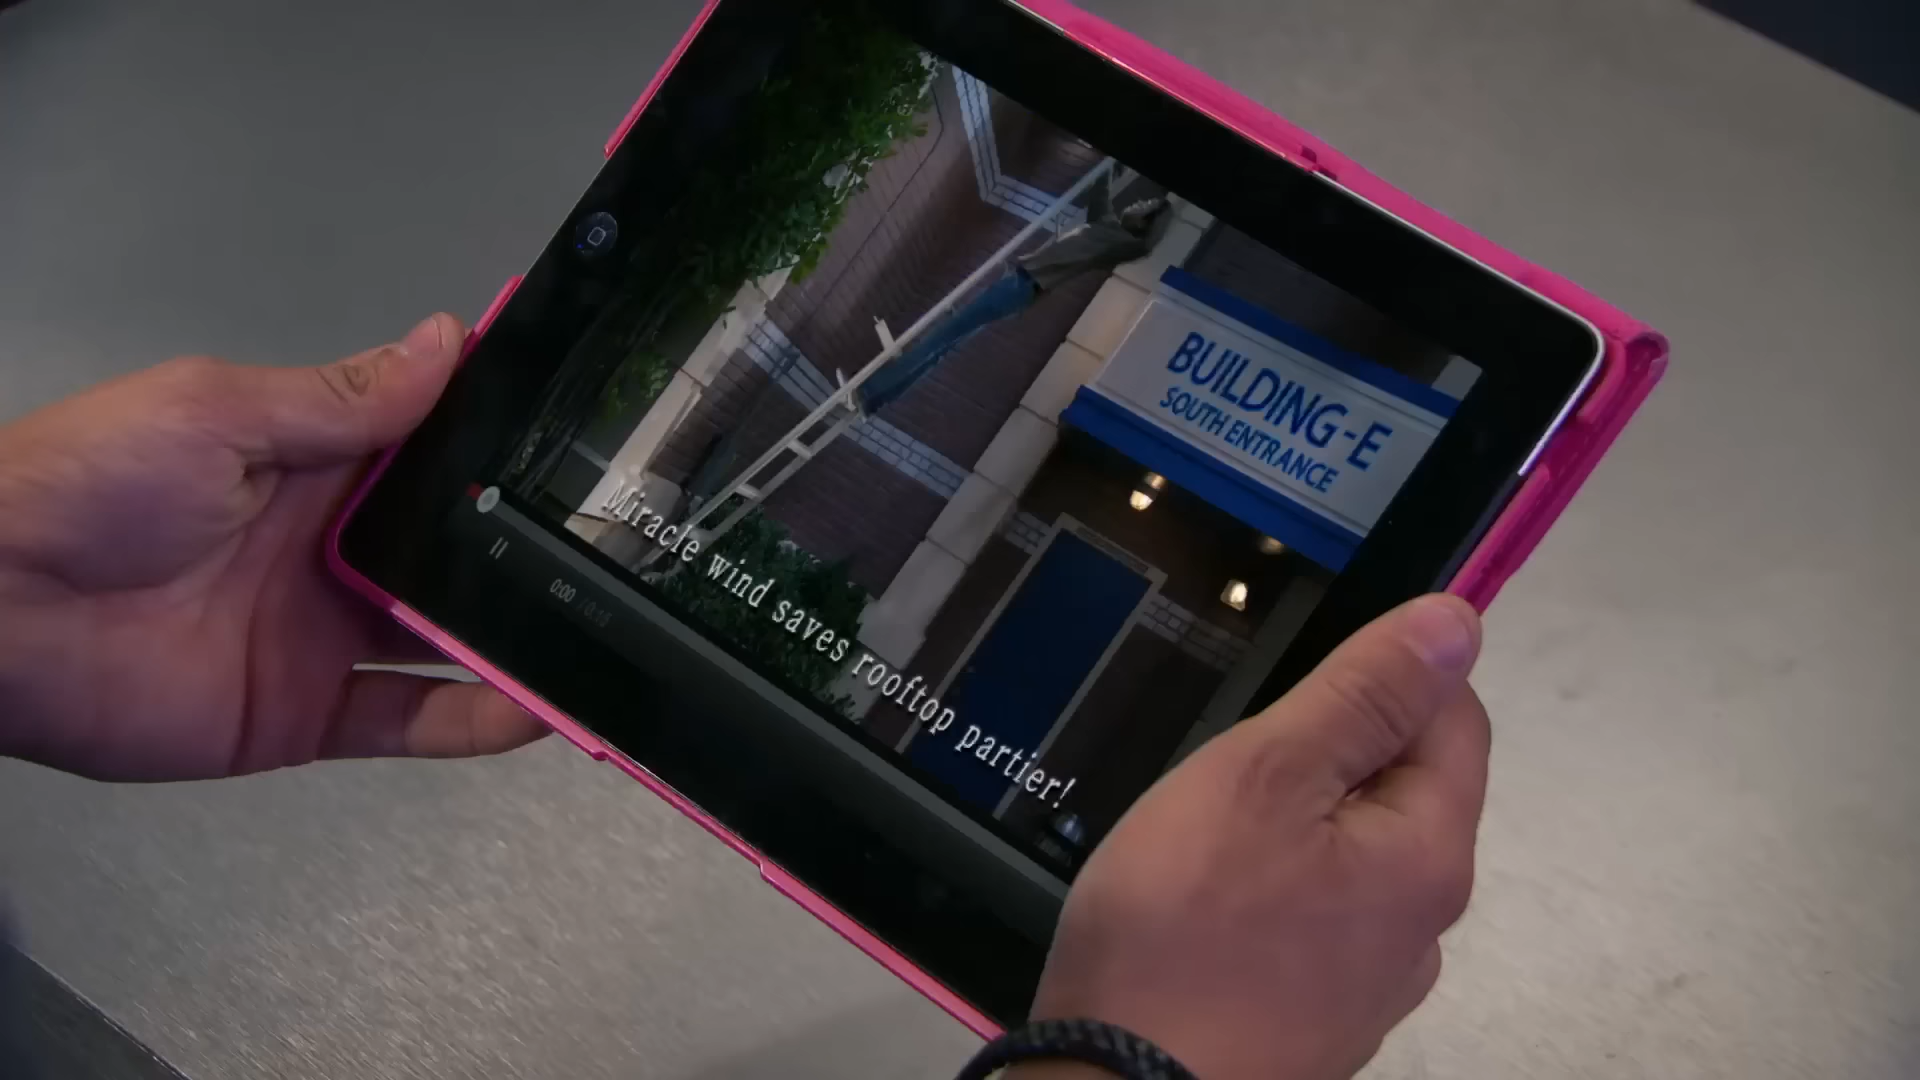 BUILDING-E
SOUTH ENTRANCE
Miracle wind saves rooftop partier!
0:00